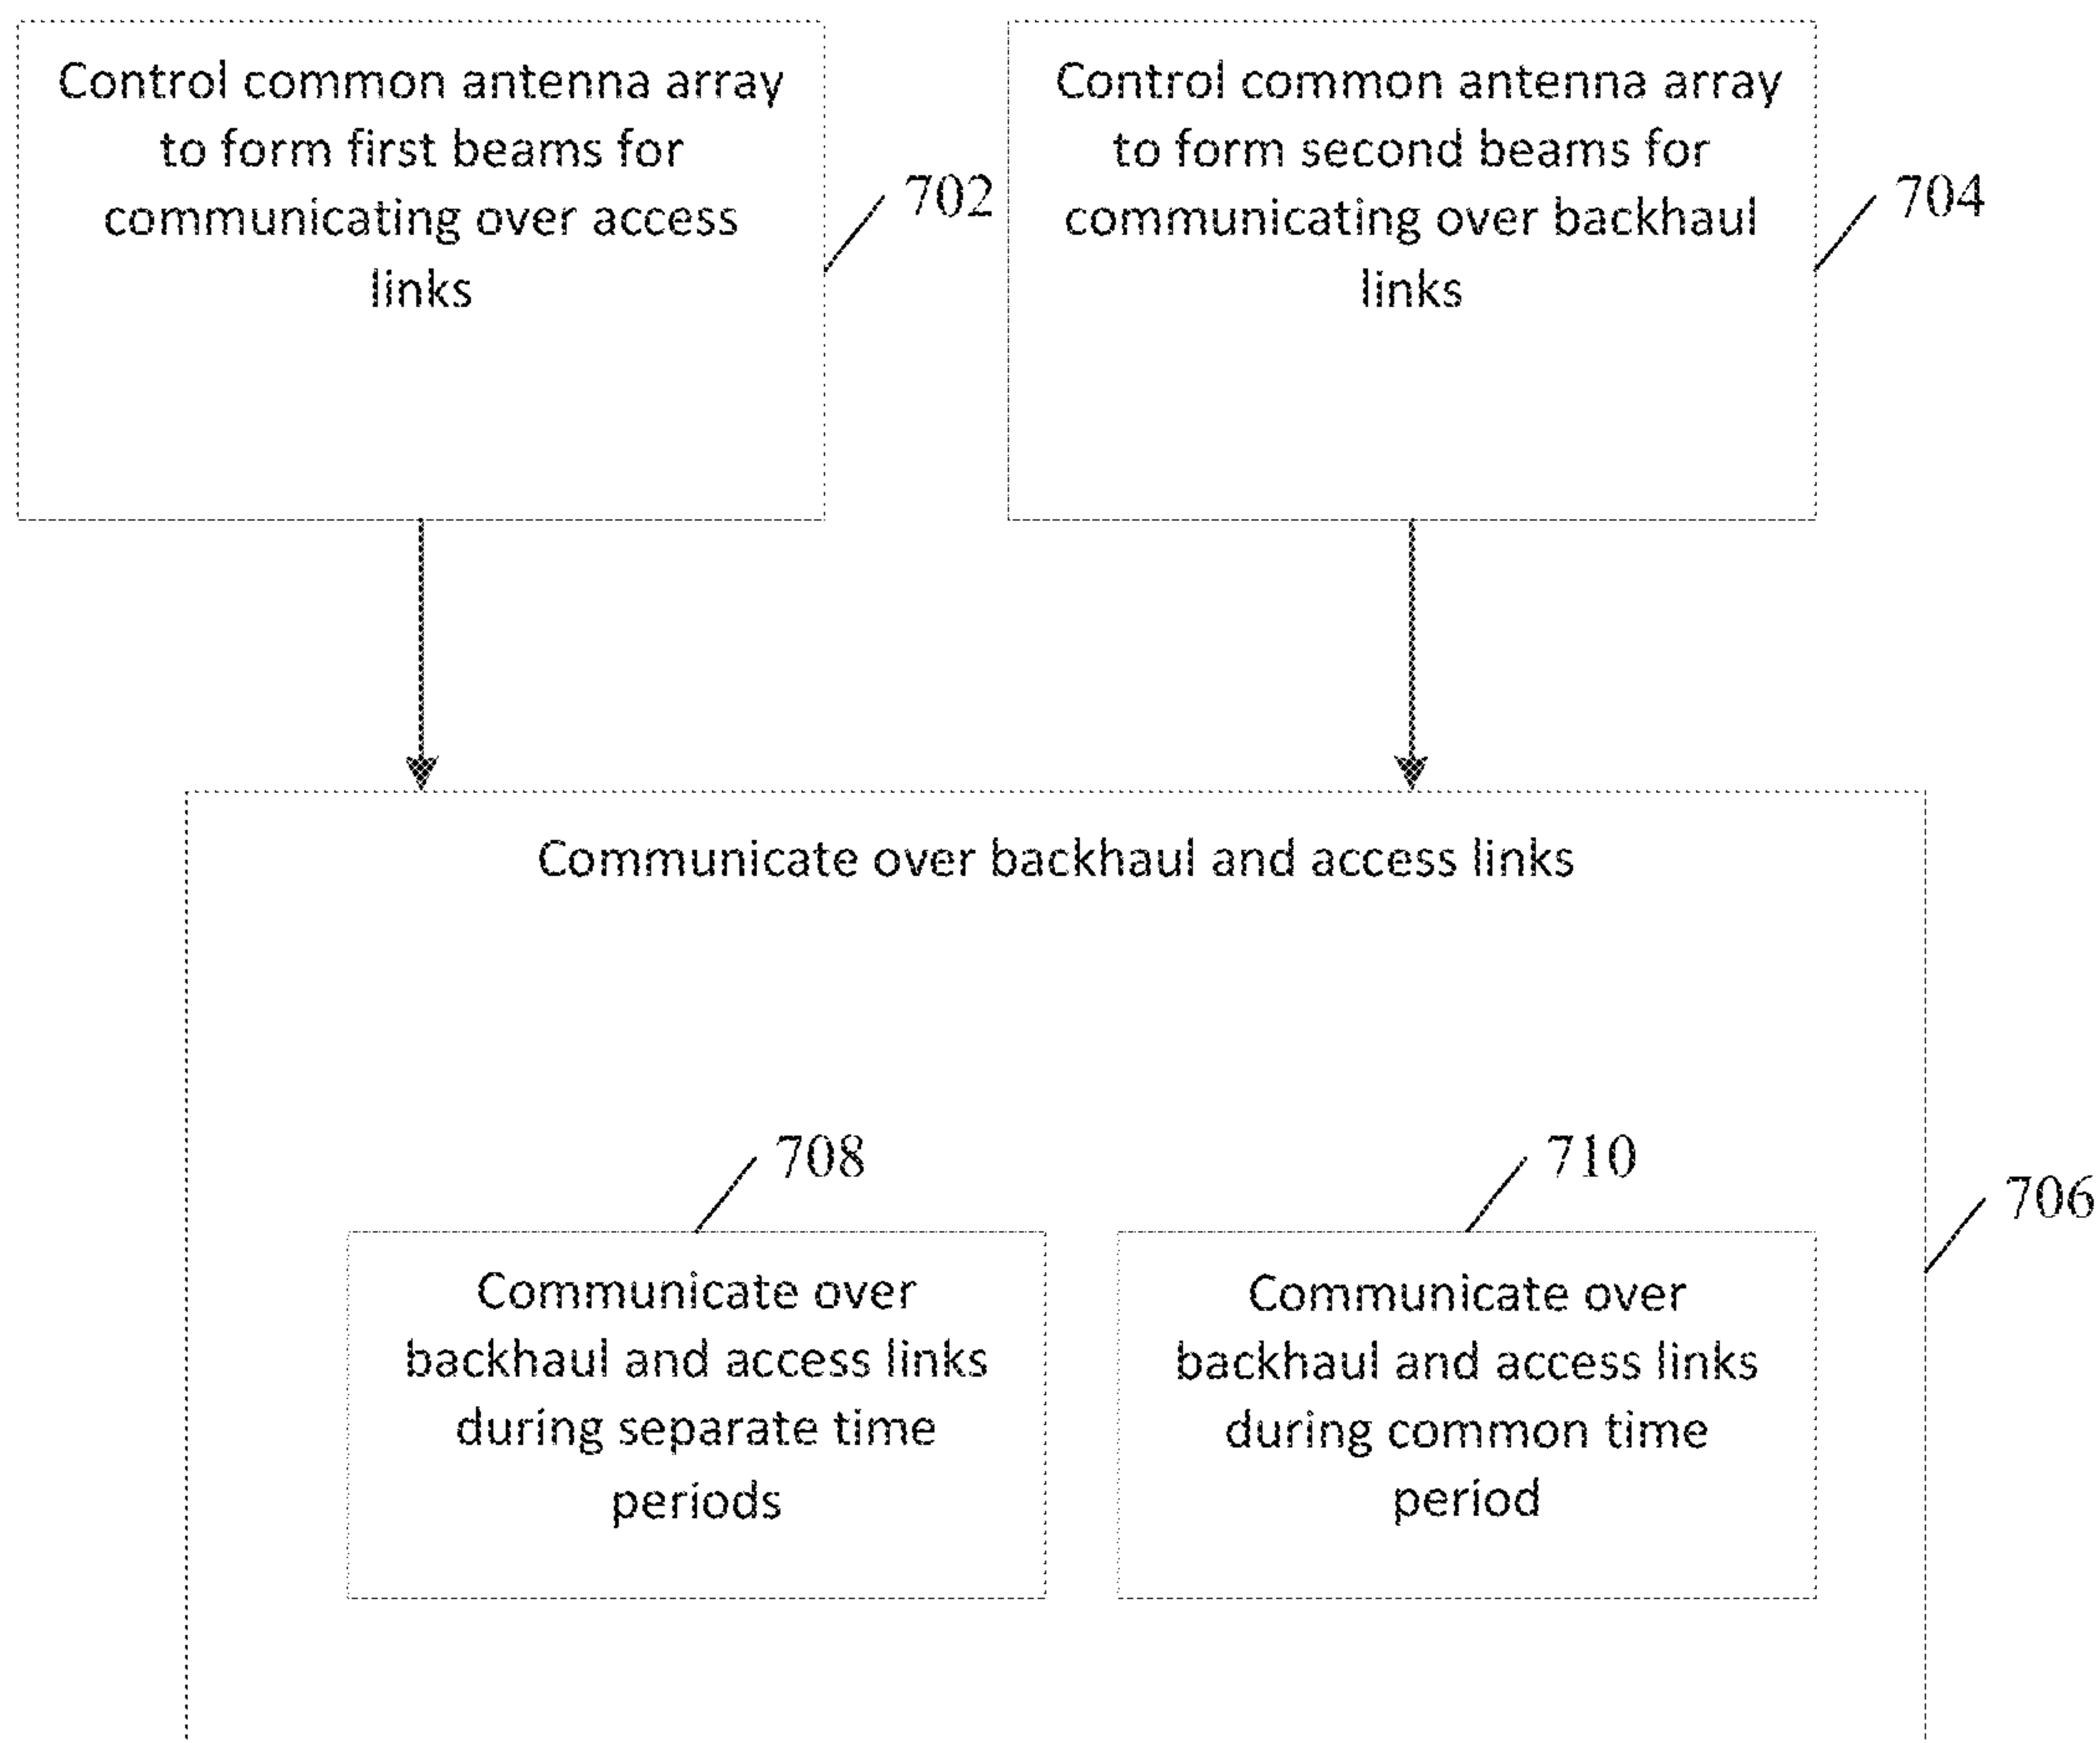 Control common antenna array
to form first beams for
communicating over access
links
702
Control common antenna array
to form second beams for
communicating over backhaul
links
704
Communicate over backhaul and access links
708
710
706
Communicate over
backhaul and access links
during separate time
periods
Communicate over
backhaul and access links
during common time
period